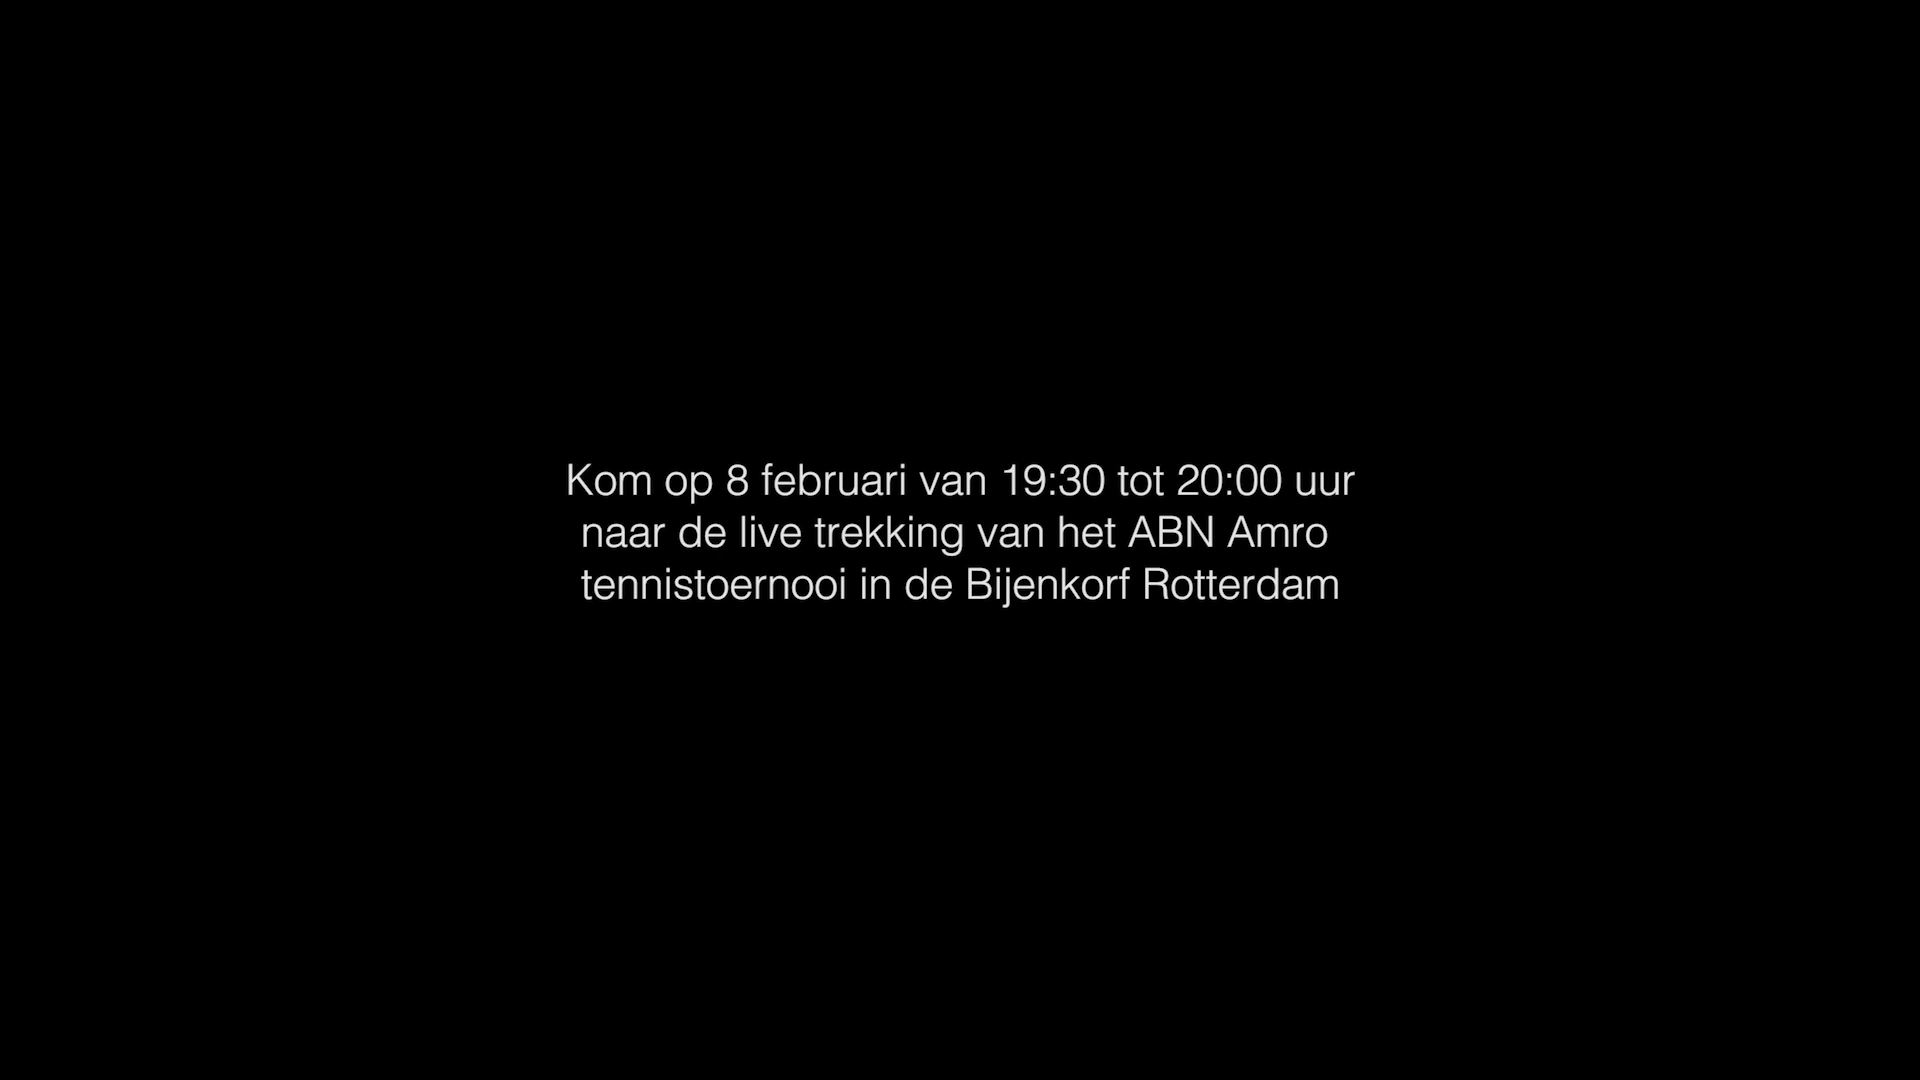 Kom op 8 februari van 19:30 tot 20:00 uur
naar de live trekking van het ABN Amro
tennistoernooi in de Bijenkorf Rotterdam